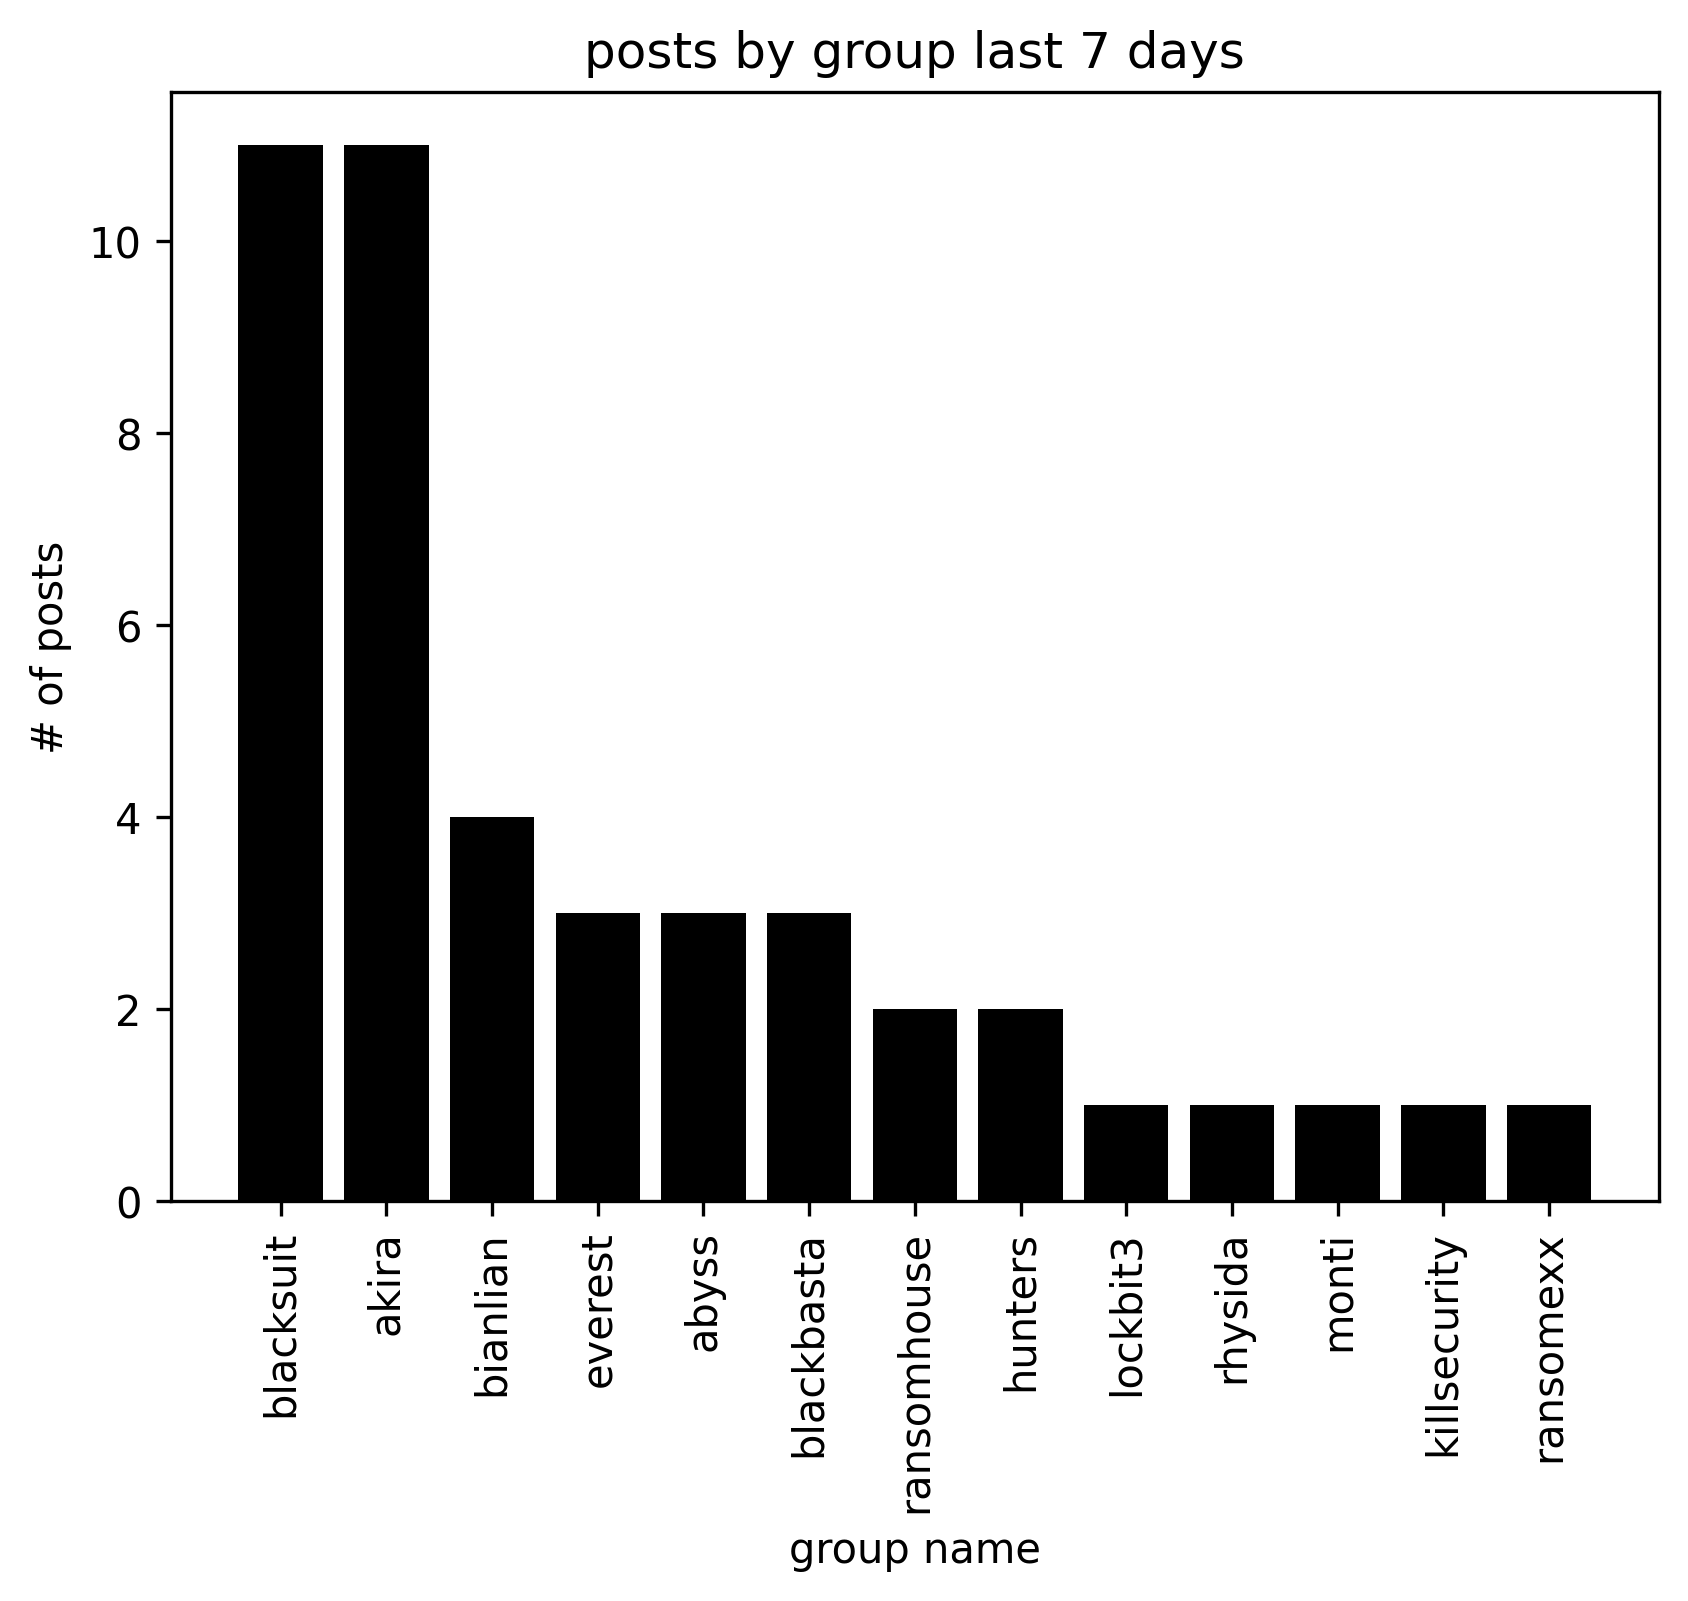 posts by group last 7 days
# of posts
10
8
6
4
2
0
blacksuit
akira
bianlian
everest
abyss
blackbasta
ransomhouse
hunters
lockbit3
rhysida
monti
killsecurity
ransomexx
group name